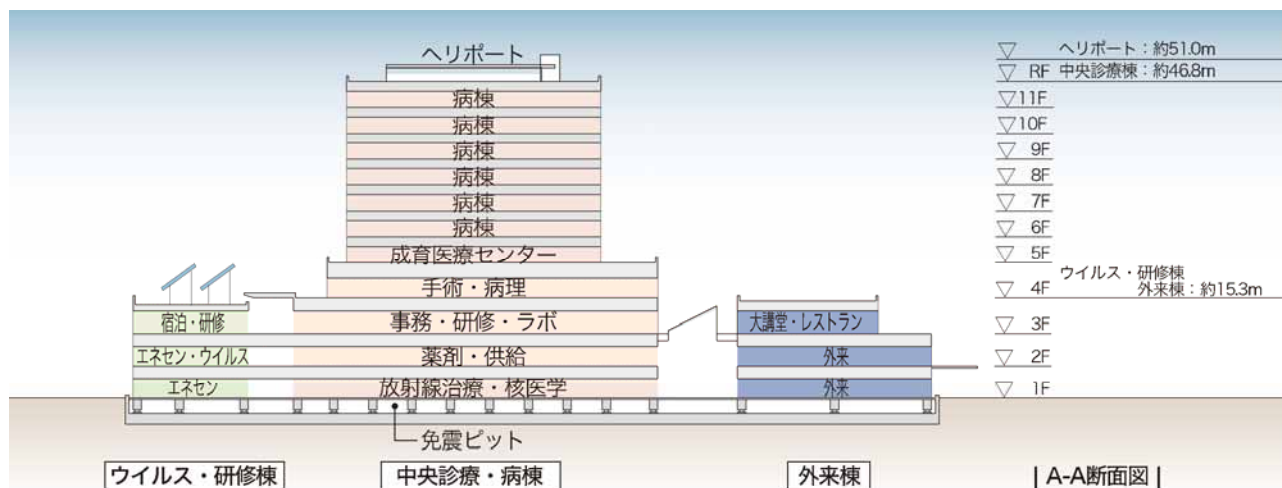 ヘリポート
病棟
病棟
病棟
病棟
病棟
病棟
成育医療センター
手術・病理
事務・研修・ラボ
薬剤・供給
放射線治療・核医学
宿泊・研修
エネセン・ウイルス
エネセン
大講堂・レストラン
外来
外来
免震ピット
ヘリポート：約51.0m
RF 中央診療棟：約46.8m
11F
10F
9F
8F
7F
6F
5F
ウイルス・研修棟
4F 外来棟：約15.3m
3F
2F
1F
ウイルス・研修棟
中央診療・病棟
外来棟
A-A断面図